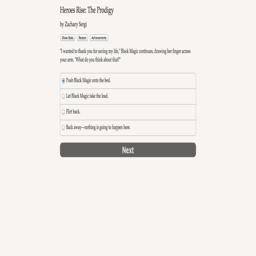 Heroes Rise: The Prodigy
by Zachary Sergi
Show Stats Restart Achievements
"I wanted to thank you for saving my life," Black Magic continues, drawing her finger across
your arm. "What do you think about that?"
Push Black Magic onto the bed.
Let Black Magic take the lead.
Flirt back.
Back away—nothing is going to happen here.
Next